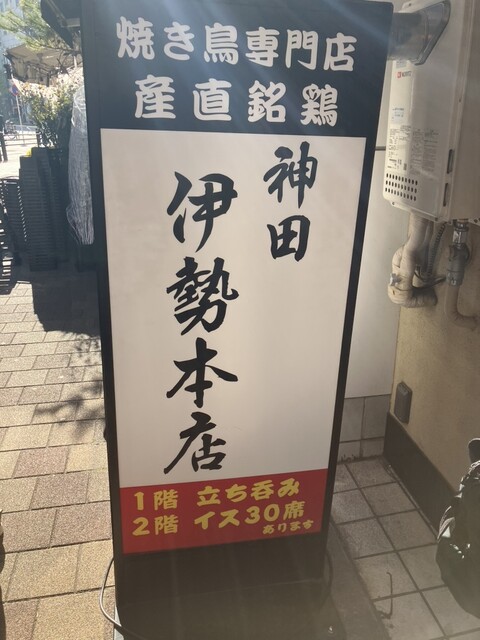 焼き鳥専門店
産直銘鶏
神田
伊勢本店
1階 立ち呑み
2階 イス30席
あります